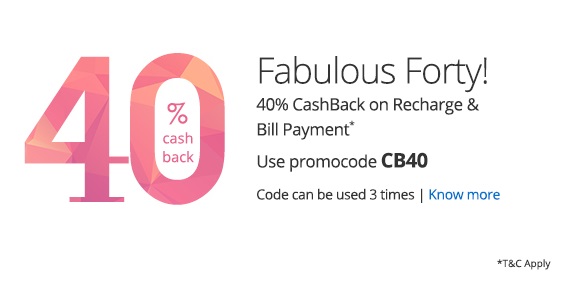 40
%
cash
back
Fabulous Forty!
40% CashBack on Recharge &
Bill Payment*
Use promocode CB40
Code can be used 3 times | Know more
*T&C Apply